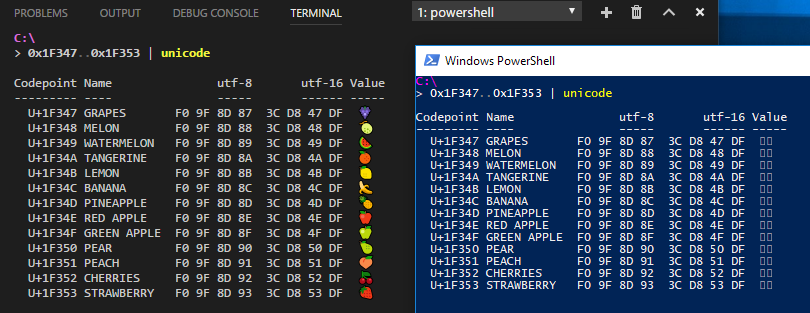 PROBLEMS OUTPUT DEBUG CONSOLE TERMINAL 1: powershell
C:\
> 0x1F347..0x1F353 | unicode
Codepoint Name utf-8 utf-16 Value
--------- ---- ----- ------ -----
U+1F347 GRAPES F0 9F 8D 87 3C D8 47 DF 🍇
U+1F348 MELON F0 9F 8D 88 3C D8 48 DF 🍈
U+1F349 WATERMELON F0 9F 8D 89 3C D8 49 DF 🍉
U+1F34A TANGERINE F0 9F 8D 8A 3C D8 4A DF 🍊
U+1F34B LEMON F0 9F 8D 8B 3C D8 4B DF 🍋
U+1F34C BANANA F0 9F 8D 8C 3C D8 4C DF 🍌
U+1F34D PINEAPPLE F0 9F 8D 8D 3C D8 4D DF 🍍
U+1F34E RED APPLE F0 9F 8D 8E 3C D8 4E DF 🍎
U+1F34F GREEN APPLE F0 9F 8D 8F 3C D8 4F DF 🍏
U+1F350 PEAR F0 9F 8D 90 3C D8 50 DF 🍐
U+1F351 PEACH F0 9F 8D 91 3C D8 51 DF 🍑
U+1F352 CHERRIES F0 9F 8D 92 3C D8 52 DF 🍒
U+1F353 STRAWBERRY F0 9F 8D 93 3C D8 53 DF 🍓
Windows PowerShell
C:\
> 0x1F347..0x1F353 | unicode
Codepoint Name utf-8 utf-16 Value
--------- ---- ----- ------ -----
U+1F347 GRAPES F0 9F 8D 87 3C D8 47 DF □□
U+1F348 MELON F0 9F 8D 88 3C D8 48 DF □□
U+1F349 WATERMELON F0 9F 8D 89 3C D8 49 DF □□
U+1F34A TANGERINE F0 9F 8D 8A 3C D8 4A DF □□
U+1F34B LEMON F0 9F 8D 8B 3C D8 4B DF □□
U+1F34C BANANA F0 9F 8D 8C 3C D8 4C DF □□
U+1F34D PINEAPPLE F0 9F 8D 8D 3C D8 4D DF □□
U+1F34E RED APPLE F0 9F 8D 8E 3C D8 4E DF □□
U+1F34F GREEN APPLE F0 9F 8D 8F 3C D8 4F DF □□
U+1F350 PEAR F0 9F 8D 90 3C D8 50 DF □□
U+1F351 PEACH F0 9F 8D 91 3C D8 51 DF □□
U+1F352 CHERRIES F0 9F 8D 92 3C D8 52 DF □□
U+1F353 STRAWBERRY F0 9F 8D 93 3C D8 53 DF □□